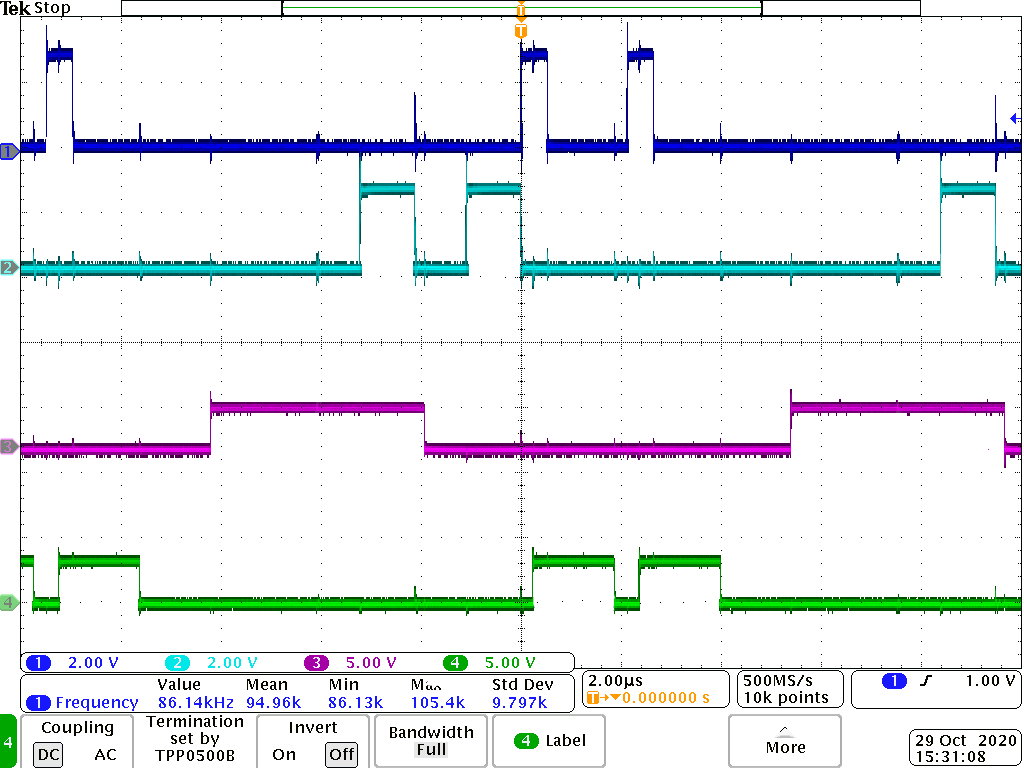 Tek Stop
T
T
1
2
3
4
1 2.00 V 2 2.00 V 3 5.00 V 4 5.00 V
Value Mean Min Max Std Dev
1 Frequency 86.14kHz 94.96k 86.13k 105.4k 9.797k
2.00µs
T→▼0.000000 s
500MS/s
10k points
1 1.00 V
4
Coupling
DC AC
Termination
set by
TPP0500B
Invert
On Off
Bandwidth
Full
4 Label
More
29 Oct 2020
15:31:08